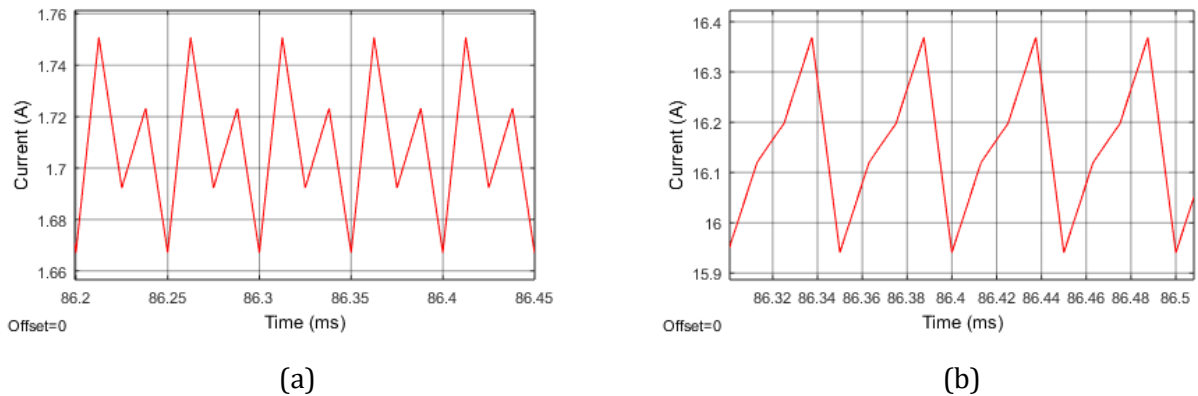 1.76
1.74
1.72
1.7
1.68
1.66
Current (A)
86.2 86.25 86.3 86.35 86.4 86.45
Offset=0
Time (ms)
(a)
16.4
16.3
16.2
16.1
16
15.9
Current (A)
86.32 86.34 86.36 86.38 86.4 86.42 86.44 86.46 86.48 86.5
Offset=0
Time (ms)
(b)